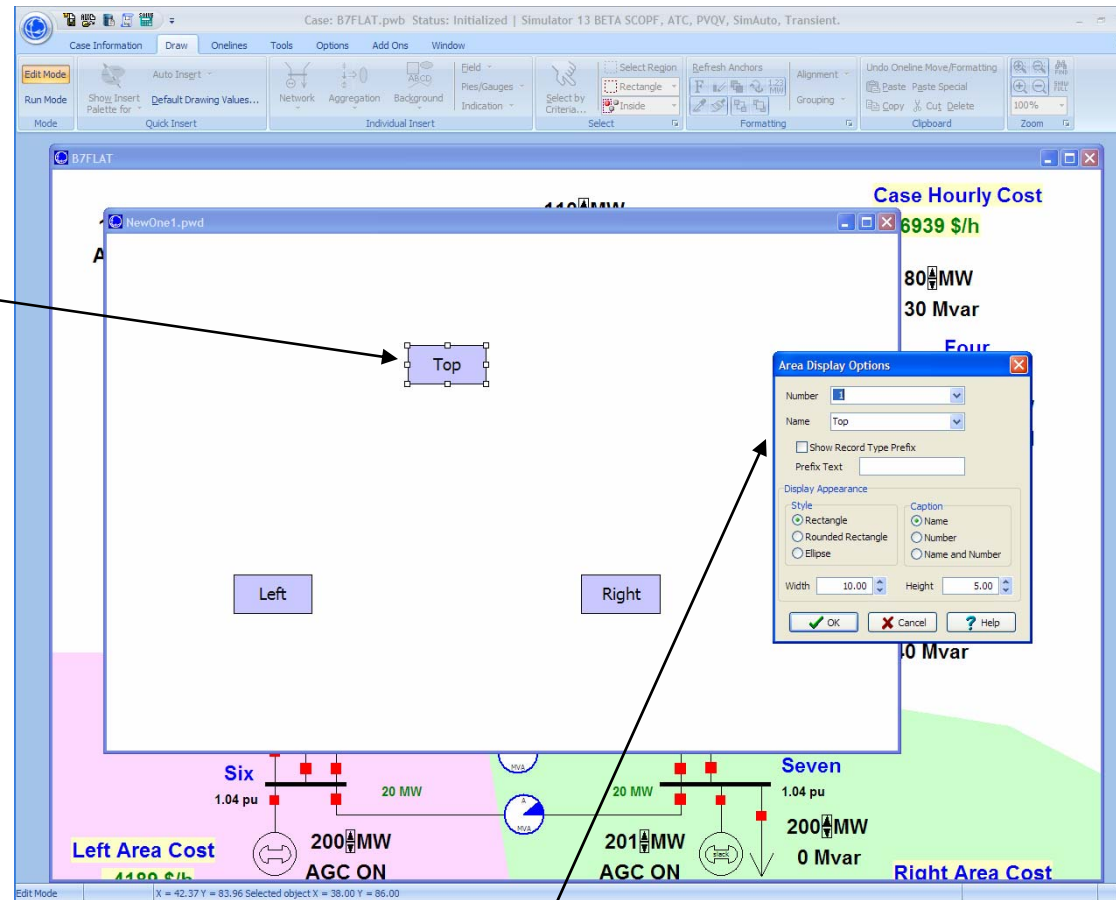 Case: B7FLAT.pwb Status: Initialized | Simulator 13 BETA SCOPF, ATC, PVQV, SimAuto, Transient.
Case Information Draw Onelines Tools Options Add Ons Window
Edit Mode
Run Mode
Mode
Show Insert Palette for
Auto Insert
Default Drawing Values...
Quick Insert
Network
Aggregation
ABCD
Background
Field
Pies/Gauges
Indication
Individual Insert
Select by Criteria...
Select Region
Rectangle
Inside
Select
Refresh Anchors
Alignment
Grouping
Formatting
Undo Oneline Move/Formatting
Paste Paste Special
Copy Cut Delete
Clipboard
100%
Zoom
B7FLAT
Case Hourly Cost
6939 $/h
NewOne1.pwd
80 MW
30 Mvar
Four
Top
Left
Right
Area Display Options
Number 1
Name Top
Show Record Type Prefix
Prefix Text
Display Appearance
Style
Rectangle
Rounded Rectangle
Ellipse
Caption
Name
Number
Name and Number
Width 10.00 Height 5.00
OK Cancel ? Help
40 Mvar
Six
1.04 pu
20 MW
A
MVA
MVA
20 MW
Seven
1.04 pu
200 MW
AGC ON
201 MW
AGC ON
slack
200 MW
0 Mvar
Left Area Cost
4189 $/h
Right Area Cost
Edit Mode X = 42.37 Y = 83.96 Selected object X = 38.00 Y = 86.00